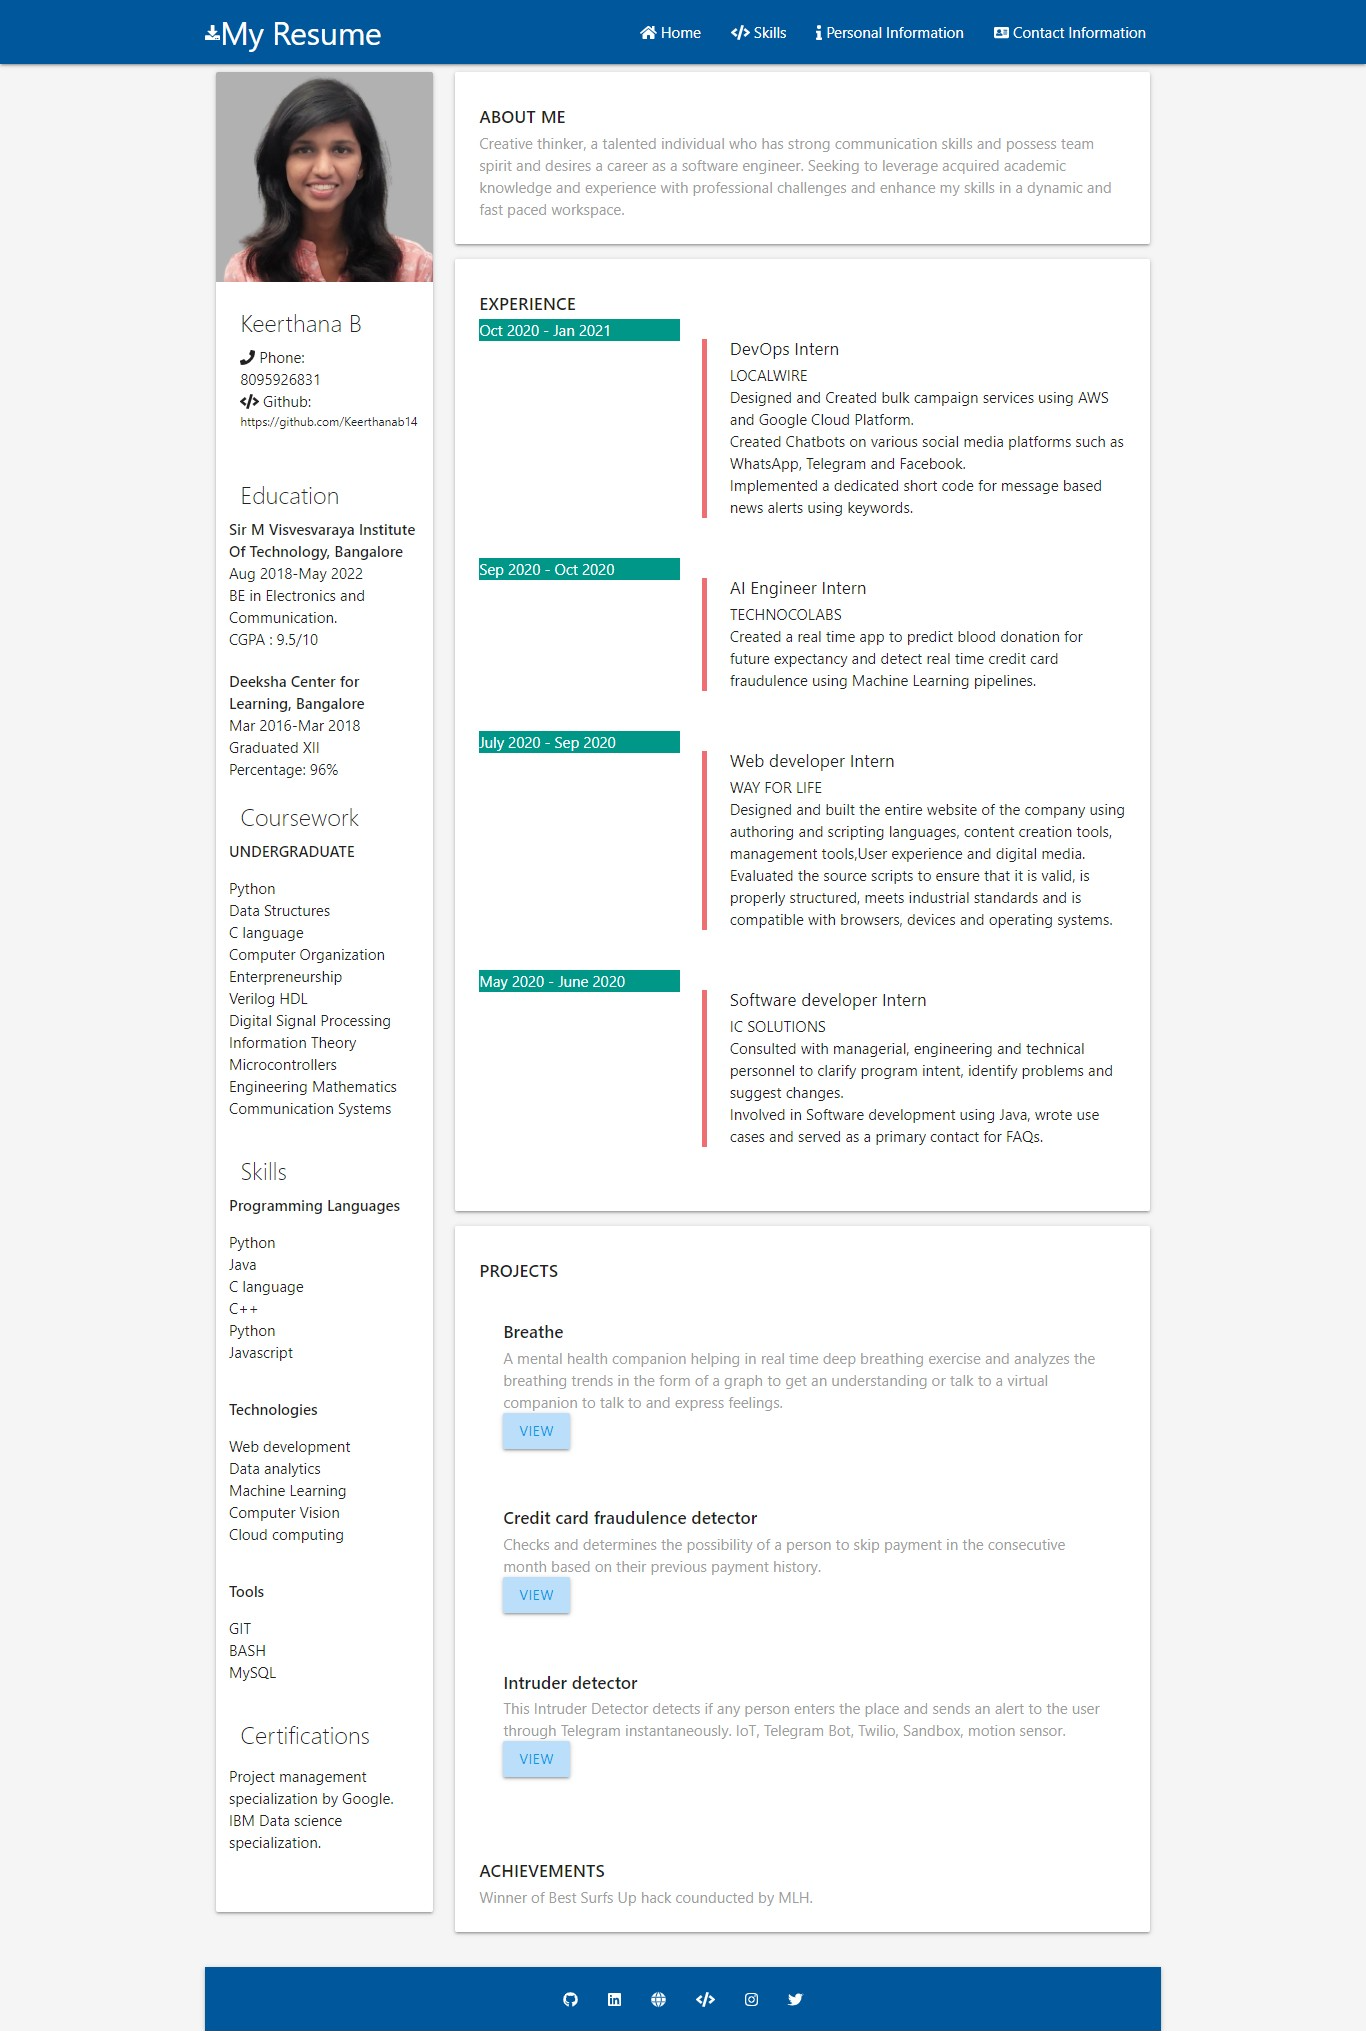 My Resume
Home
Skills
Personal Information
Contact Information
Keerthana B
Phone:
8095926831
Github:
https://github.com/Keerthanab14
Education
Sir M Visvesvaraya Institute
Of Technology, Bangalore
Aug 2018-May 2022
BE in Electronics and
Communication.
CGPA : 9.5/10
Deeksha Center for
Learning, Bangalore
Mar 2016-Mar 2018
Graduated XII
Percentage: 96%
Coursework
UNDERGRADUATE
Python
Data Structures
C language
Computer Organization
Enterpreneurship
Verilog HDL
Digital Signal Processing
Information Theory
Microcontrollers
Engineering Mathematics
Communication Systems
Skills
Programming Languages
Python
Java
C language
C++
Python
Javascript
Technologies
Web development
Data analytics
Machine Learning
Computer Vision
Cloud computing
Tools
GIT
BASH
MySQL
Certifications
Project management
specialization by Google.
IBM Data science
specialization.
ABOUT ME
Creative thinker, a talented individual who has strong communication skills and possess team
spirit and desires a career as a software engineer. Seeking to leverage acquired academic
knowledge and experience with professional challenges and enhance my skills in a dynamic and
fast paced workspace.
EXPERIENCE
Oct 2020 - Jan 2021
DevOps Intern
LOCALWIRE
Designed and Created bulk campaign services using AWS
and Google Cloud Platform.
Created Chatbots on various social media platforms such as
WhatsApp, Telegram and Facebook.
Implemented a dedicated short code for message based
news alerts using keywords.
Sep 2020 - Oct 2020
AI Engineer Intern
TECHNOCOLABS
Created a real time app to predict blood donation for
future expectancy and detect real time credit card
fraudulence using Machine Learning pipelines.
July 2020 - Sep 2020
Web developer Intern
WAY FOR LIFE
Designed and built the entire website of the company using
authoring and scripting languages, content creation tools,
management tools,User experience and digital media.
Evaluated the source scripts to ensure that it is valid, is
properly structured, meets industrial standards and is
compatible with browsers, devices and operating systems.
May 2020 - June 2020
Software developer Intern
IC SOLUTIONS
Consulted with managerial, engineering and technical
personnel to clarify program intent, identify problems and
suggest changes.
Involved in Software development using Java, wrote use
cases and served as a primary contact for FAQs.
PROJECTS
Breathe
A mental health companion helping in real time deep breathing exercise and analyzes the
breathing trends in the form of a graph to get an understanding or talk to a virtual
companion to talk to and express feelings.
VIEW
Credit card fraudulence detector
Checks and determines the possibility of a person to skip payment in the consecutive
month based on their previous payment history.
VIEW
Intruder detector
This Intruder Detector detects if any person enters the place and sends an alert to the user
through Telegram instantaneously. IoT, Telegram Bot, Twilio, Sandbox, motion sensor.
VIEW
ACHIEVEMENTS
Winner of Best Surfs Up hack counducted by MLH.